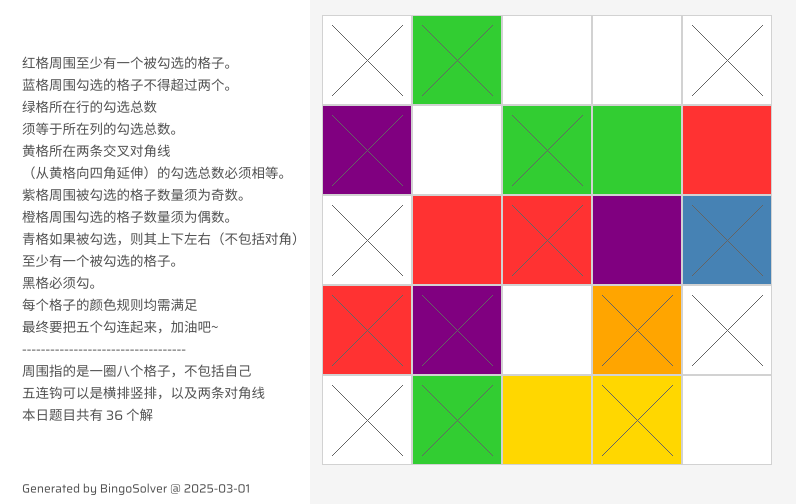 红格周围至少有一个被勾选的格子。
蓝格周围勾选的格子不得超过两个。
绿格所在行的勾选总数
须等于所在列的勾选总数。
黄格所在两条交叉对角线
（从黄格向四角延伸）的勾选总数必须相等。
紫格周围被勾选的格子数量须为奇数。
橙格周围勾选的格子数量须为偶数。
青格如果被勾选，则其上下左右（不包括对角）
至少有一个被勾选的格子。
黑格必须勾。
每个格子的颜色规则均需满足
最终要把五个勾连起来，加油吧~
----------------------------------
周围指的是一圈八个格子，不包括自己
五连钩可以是横排竖排，以及两条对角线
本日题目共有 36 个解
Generated by BingoSolver @ 2025-03-01